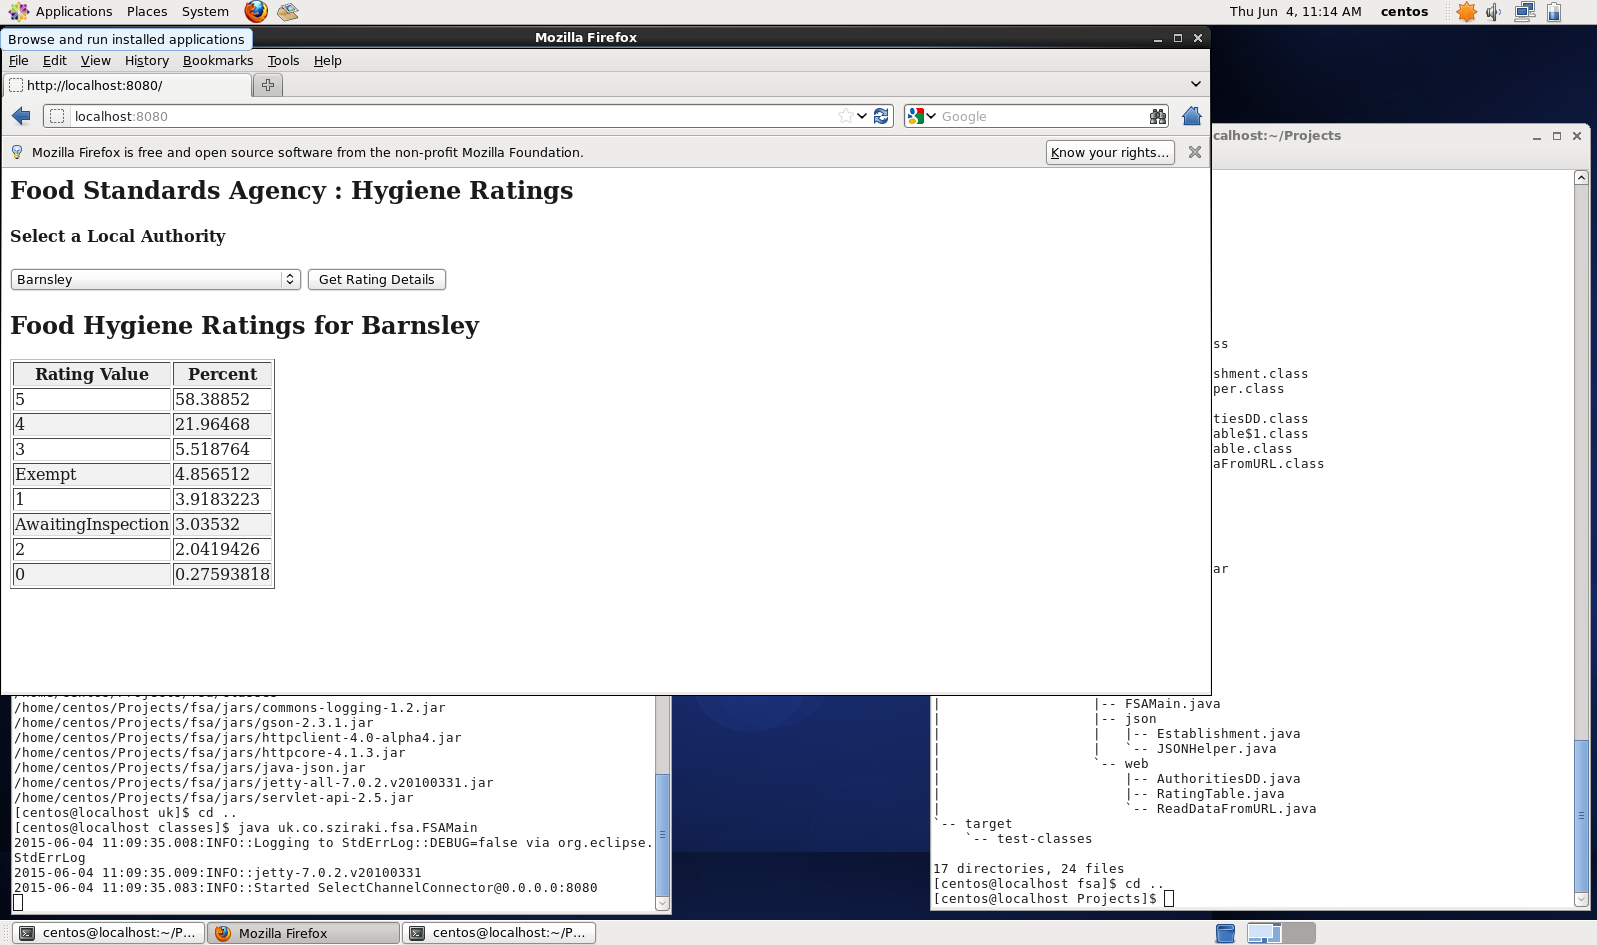 Applications Places System
Thu Jun 4, 11:14 AM centos
Browse and run installed applications
Mozilla Firefox
File Edit View History Bookmarks Tools Help
http://localhost:8080/
localhost:8080
Google
Mozilla Firefox is free and open source software from the non-profit Mozilla Foundation.
Know your rights...
Food Standards Agency : Hygiene Ratings
Select a Local Authority
Barnsley
Get Rating Details
Food Hygiene Ratings for Barnsley
Rating Value Percent
5 58.38852
4 21.96468
3 5.518764
Exempt 4.856512
1 3.9183223
AwaitingInspection 3.03532
2 2.0419426
0 0.27593818
calhost:~/Projects
ss
shment.class
per.class
tiesDD.class
able$1.class
able.class
aFromURL.class
ar
/home/centos/Projects/fsa/jars/commons-logging-1.2.jar
/home/centos/Projects/fsa/jars/gson-2.3.1.jar
/home/centos/Projects/fsa/jars/httpclient-4.0-alpha4.jar
/home/centos/Projects/fsa/jars/httpcore-4.1.3.jar
/home/centos/Projects/fsa/jars/java-json.jar
/home/centos/Projects/fsa/jars/jetty-all-7.0.2.v20100331.jar
/home/centos/Projects/fsa/jars/servlet-api-2.5.jar
[centos@localhost uk]$ cd ..
[centos@localhost classes]$ java uk.co.sziraki.fsa.FSAMain
2015-06-04 11:09:35.008:INFO::Logging to StdErrLog::DEBUG=false via org.eclipse.
StdErrLog
2015-06-04 11:09:35.009:INFO::jetty-7.0.2.v20100331
2015-06-04 11:09:35.083:INFO::Started SelectChannelConnector@0.0.0.0:8080
| |-- FSAMain.java
| |-- json
| | |-- Establishment.java
| | `-- JSONHelper.java
| `-- web
| |-- AuthoritiesDD.java
| |-- RatingTable.java
| `-- ReadDataFromURL.java
`-- target
`-- test-classes
17 directories, 24 files
[centos@localhost fsa]$ cd ..
[centos@localhost Projects]$
centos@localhost:~/P...
Mozilla Firefox
centos@localhost:~/P...